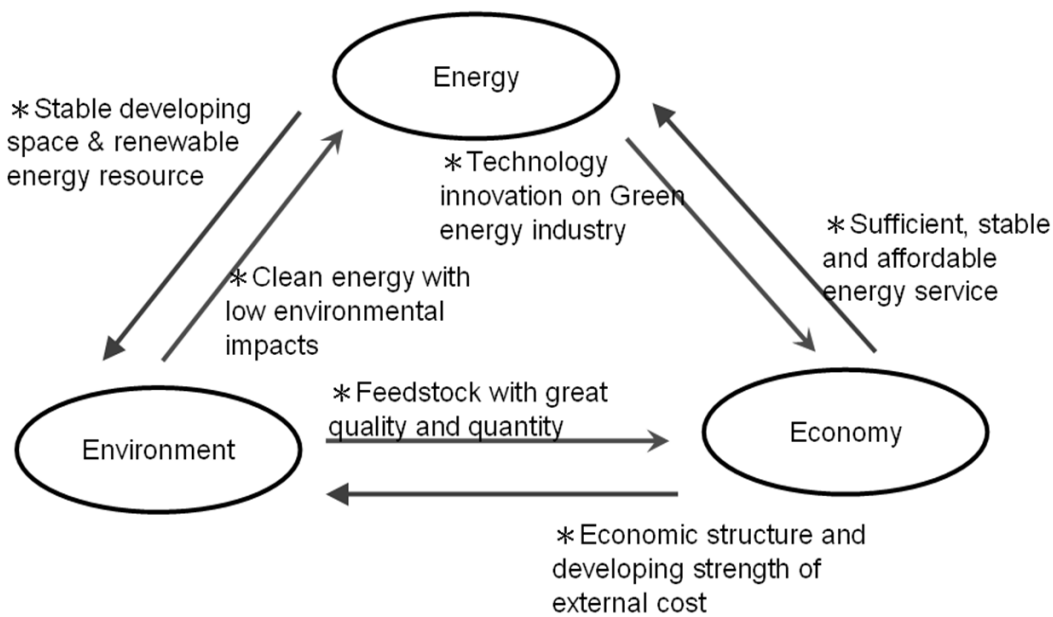 Energy
＊Stable developing
space & renewable
energy resource
＊Technology
innovation on Green
energy industry
＊Sufficient, stable
and affordable
energy service
＊Clean energy with
low environmental
impacts
＊Feedstock with great
quality and quantity
Environment
Economy
＊Economic structure and
developing strength of
external cost